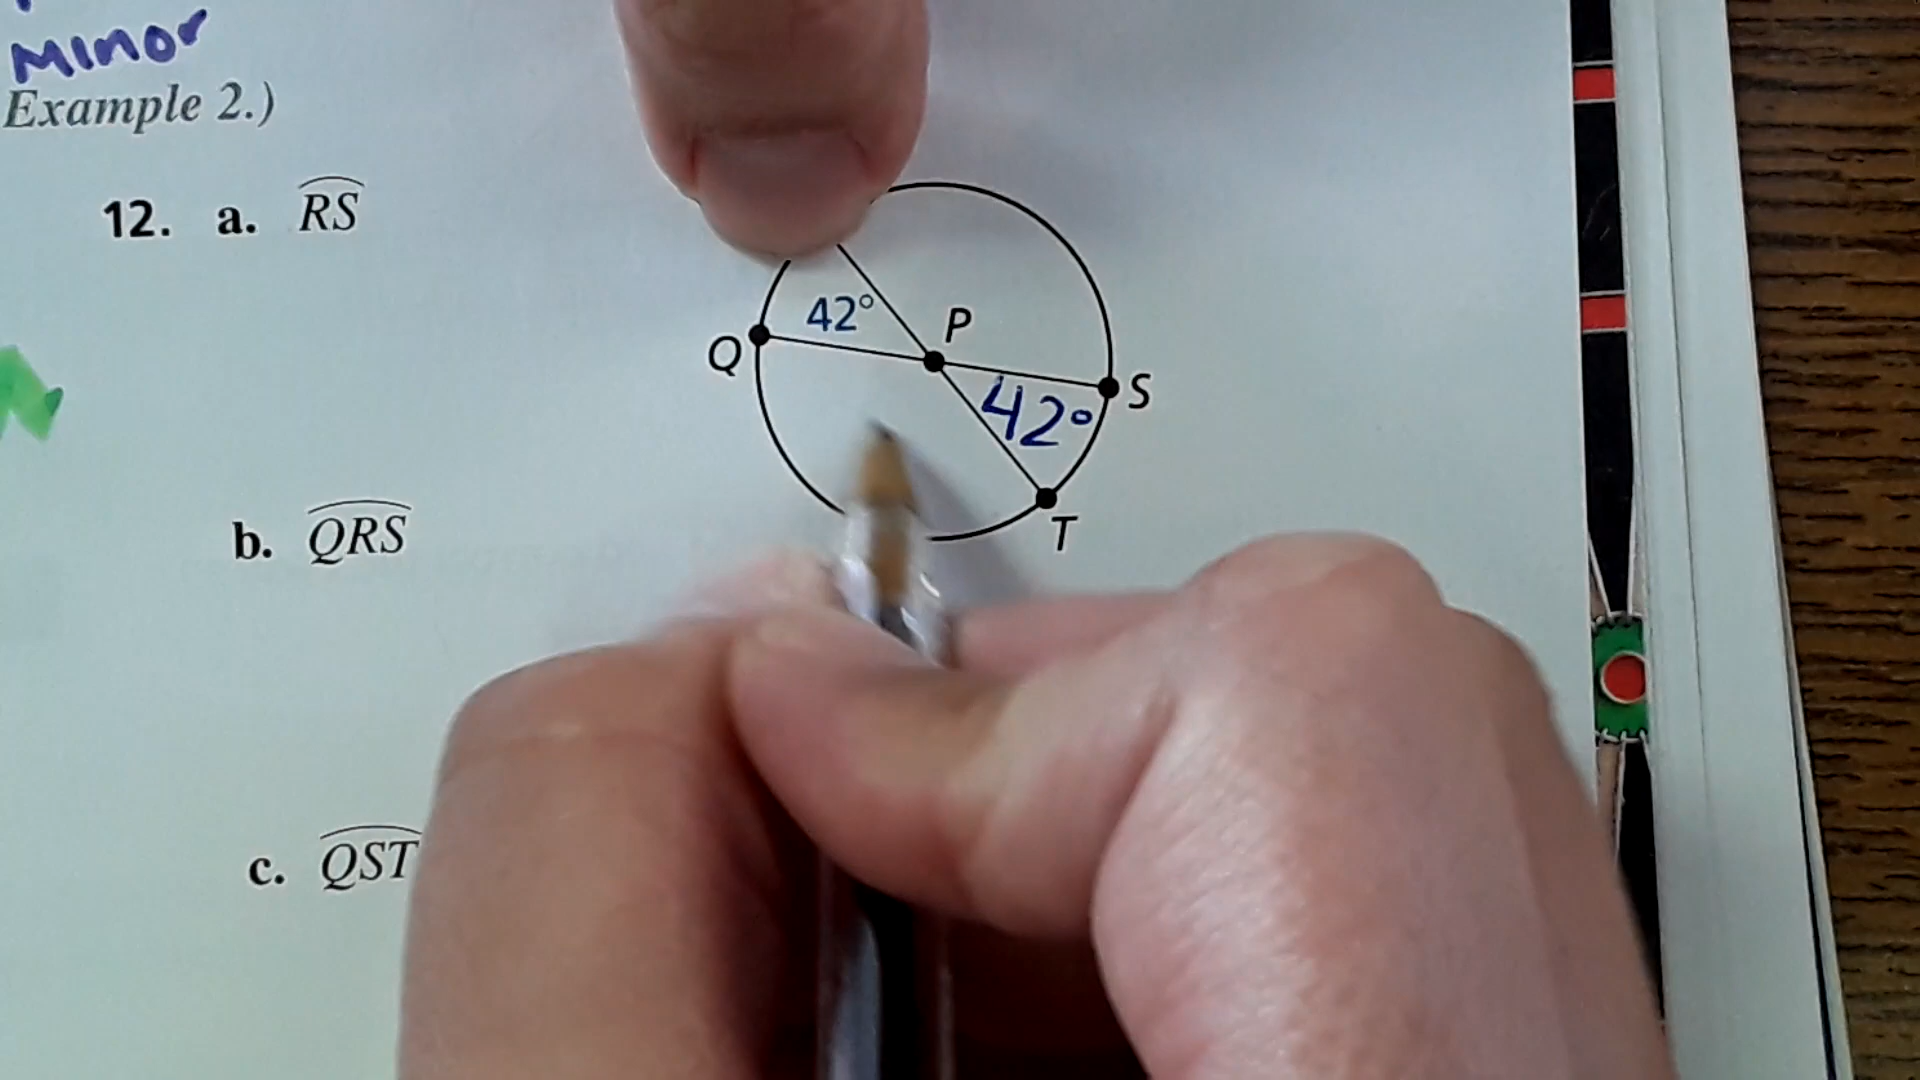 Minor
Example 2.)
12. a. RS
42°
P
Q
S
42°
T
b. QRS
c. QST